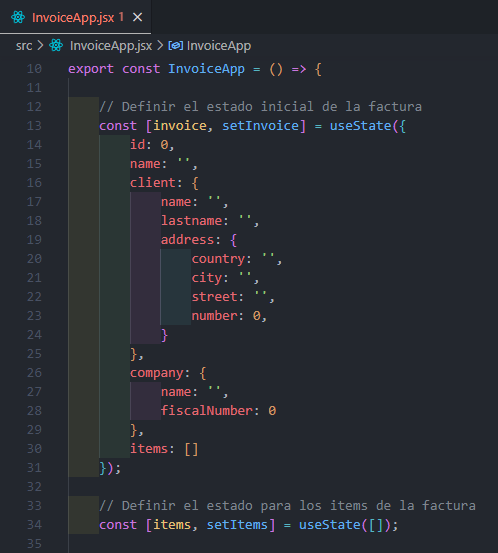 InvoiceApp.jsx 1 ×
src > InvoiceApp.jsx > InvoiceApp
10 export const InvoiceApp = () => {
11
12     // Definir el estado inicial de la factura
13     const [invoice, setInvoice] = useState({
14         id: 0,
15         name: '',
16         client: {
17             name: '',
18             lastname: '',
19             address: {
20                 country: '',
21                 city: '',
22                 street: '',
23                 number: 0,
24             }
25         },
26         company: {
27             name: '',
28             fiscalNumber: 0
29         },
30         items: []
31     });
32
33     // Definir el estado para los items de la factura
34     const [items, setItems] = useState([]);